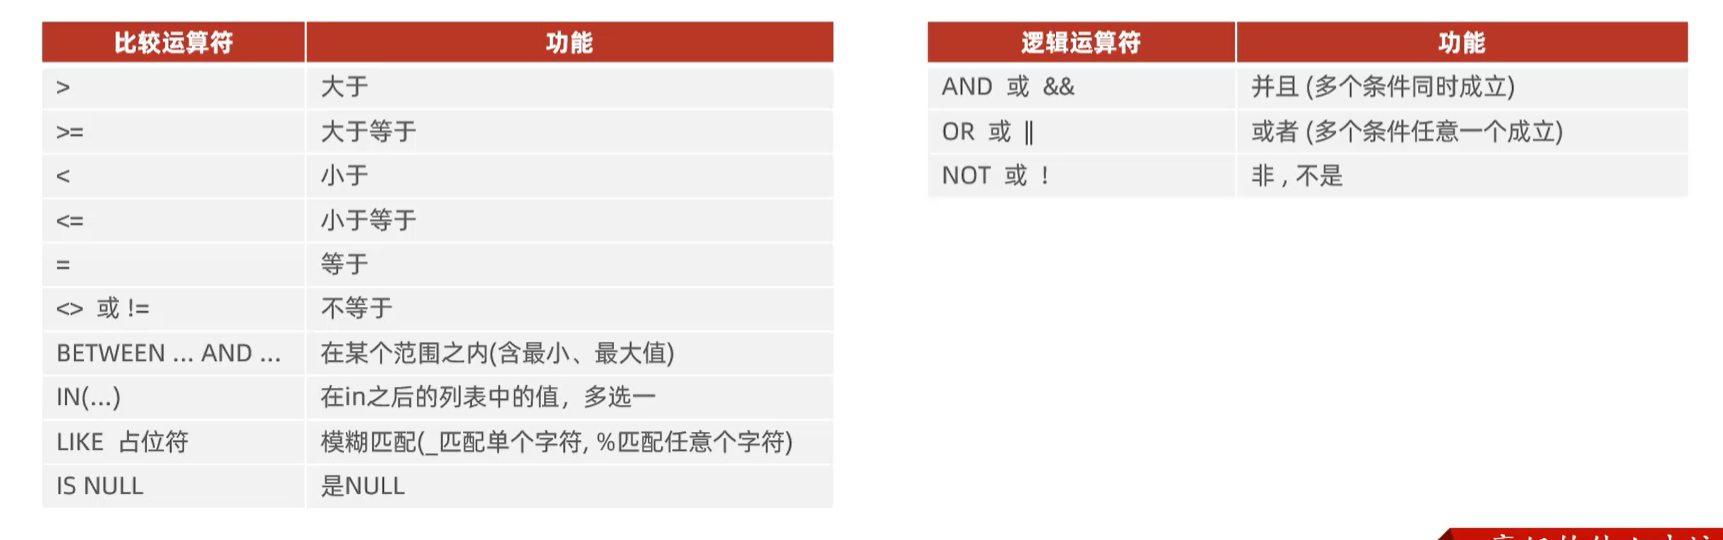 比较运算符 功能
> 大于
>= 大于等于
< 小于
<= 小于等于
= 等于
<> 或 != 不等于
BETWEEN ... AND ... 在某个范围之内(含最小、最大值)
IN(...) 在in之后的列表中的值，多选一
LIKE 占位符 模糊匹配(_匹配单个字符, %匹配任意个字符)
IS NULL 是NULL
逻辑运算符 功能
AND 或 && 并且 (多个条件同时成立)
OR 或 || 或者 (多个条件任意一个成立)
NOT 或 ! 非 , 不是